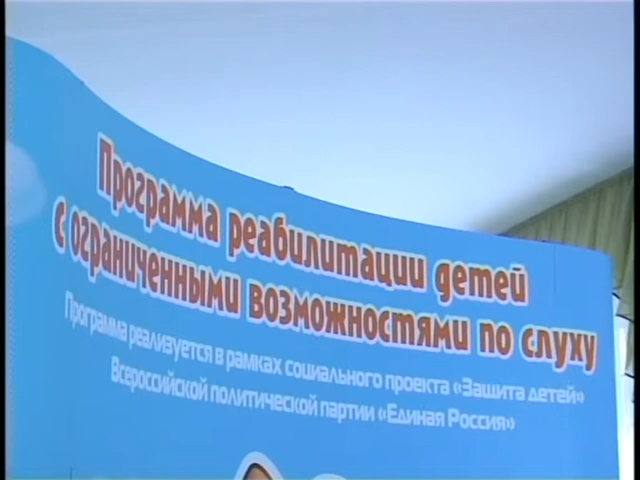 Программа реабилитации детей
с ограниченными возможностями по слуху
Программа реализуется в рамках социального проекта «Защита детей»
Всероссийской политической партии «Единая Россия»